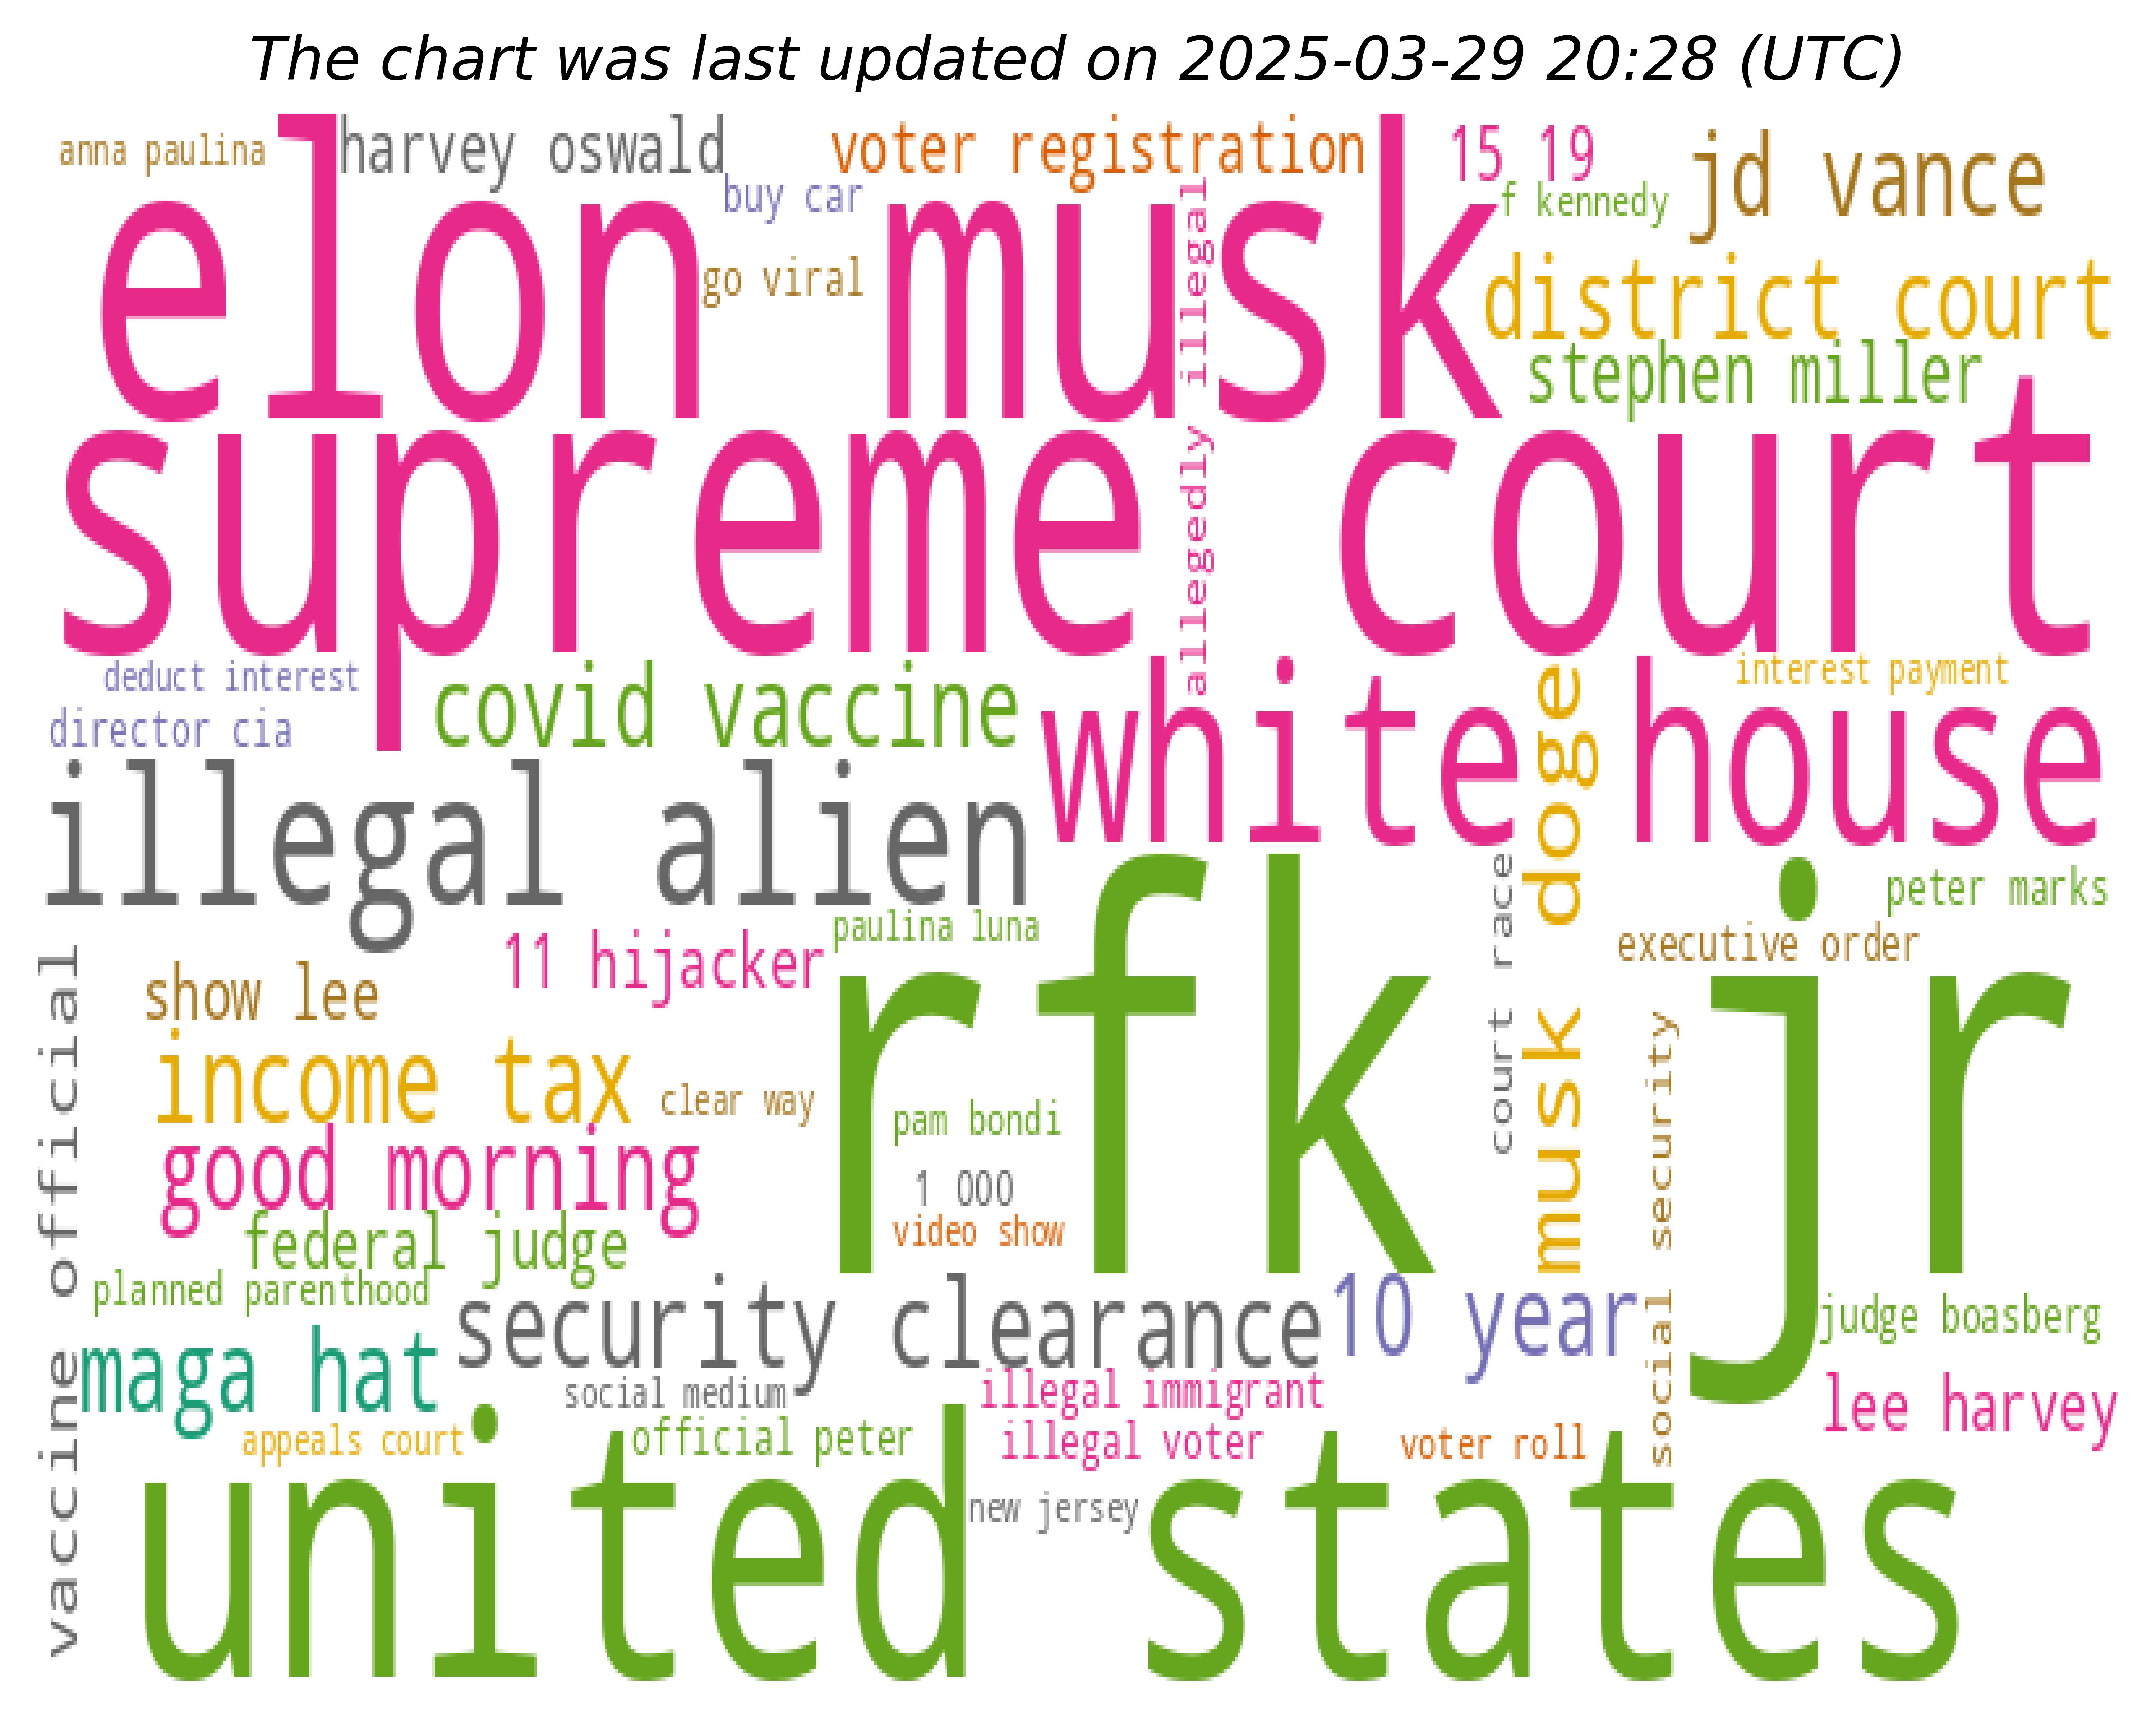 The chart was last updated on 2025-03-29 20:28 (UTC)
anna paulina
harvey oswald
voter registration
15 19
jd vance
buy car
f kennedy
elon musk
go viral
allegedly illegal
district court
stephen miller
supreme court
deduct interest
covid vaccine
interest payment
director cia
white house
musk doge
illegal alien
court race
peter marks
paulina luna
11 hijacker
executive order
show lee
rfk jr
vaccine official
income tax
clear way
pam bondi
social security
good morning
1 000
video show
federal judge
planned parenthood
security clearance
10 year
judge boasberg
maga hat
social medium
illegal immigrant
lee harvey
appeals court
official peter
illegal voter
voter roll
united states
new jersey